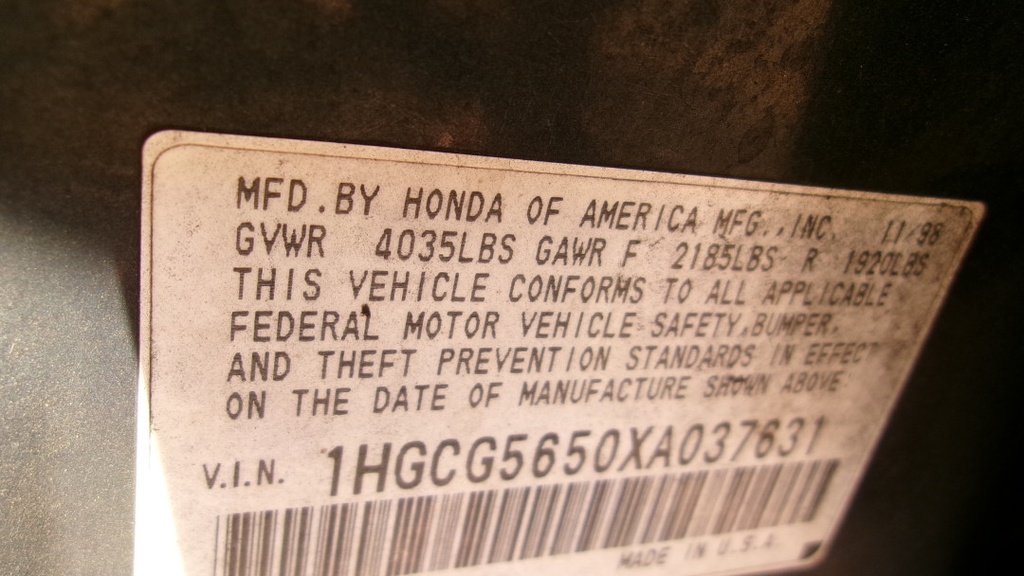 MFD.BY HONDA OF AMERICA MFG.,INC. 11/98
GVWR 4035LBS GAWR F 2185LBS R 1920LBS
THIS VEHICLE CONFORMS TO ALL APPLICABLE
FEDERAL MOTOR VEHICLE SAFETY,BUMPER,
AND THEFT PREVENTION STANDARDS IN EFFECT
ON THE DATE OF MANUFACTURE SHOWN ABOVE
V.I.N. 1HGCG5650XA037631
MADE IN U.S.A.